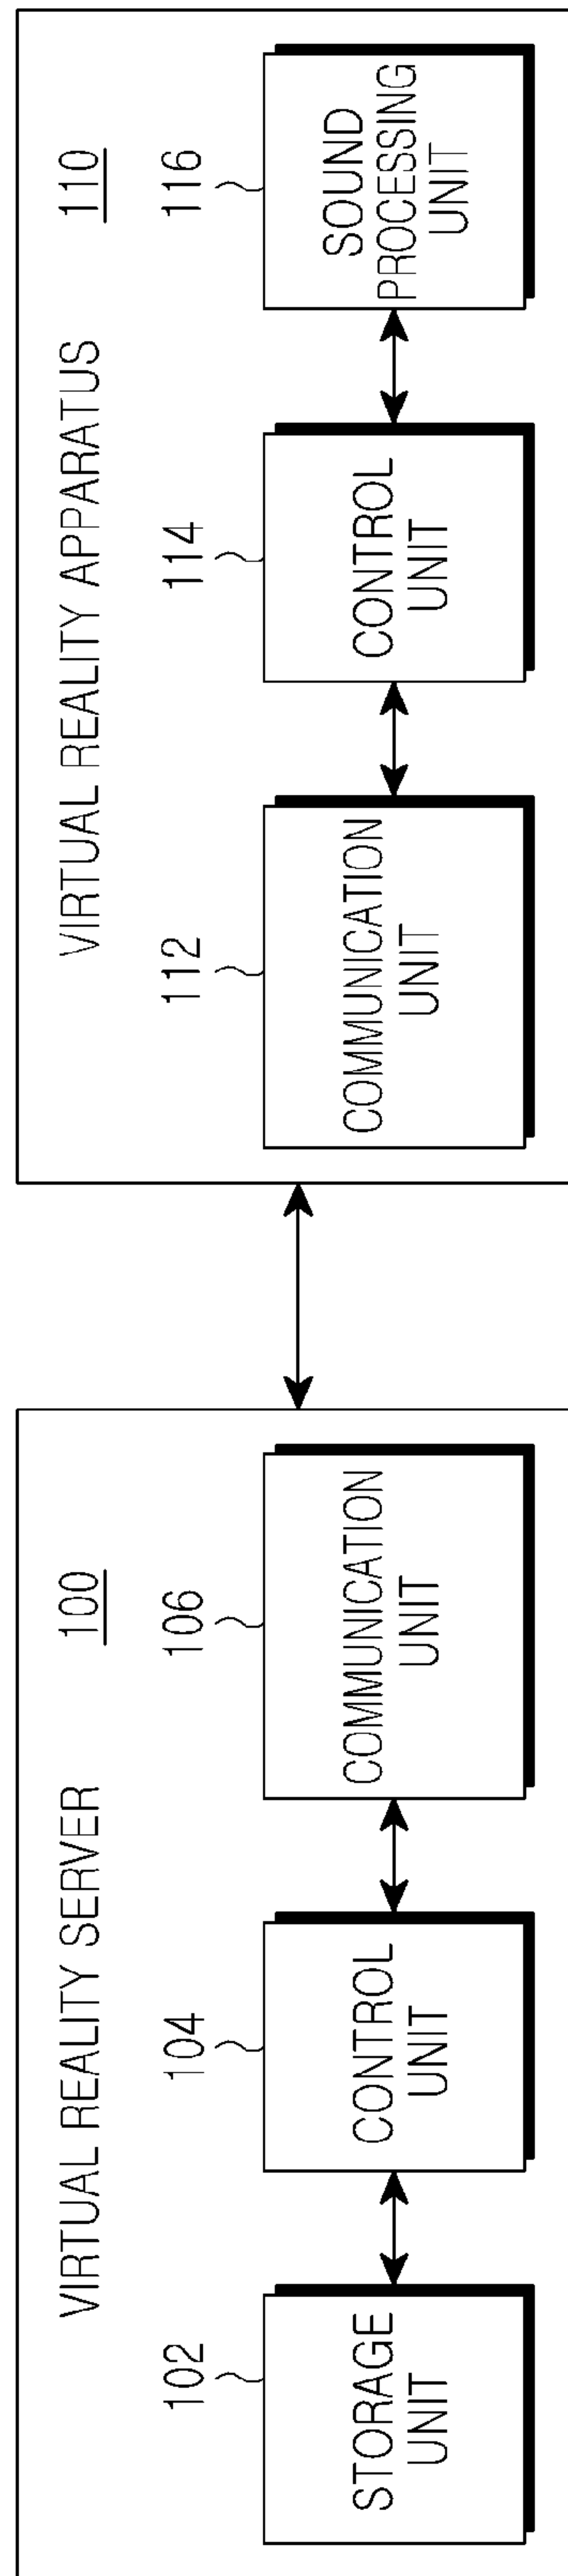 VIRTUAL REALITY SERVER
100
102
STORAGE
UNIT
104
CONTROL
UNIT
106
COMMUNICATION
UNIT
VIRTUAL REALITY APPARATUS
110
112
COMMUNICATION
UNIT
114
CONTROL
UNIT
116
SOUND
PROCESSING
UNIT